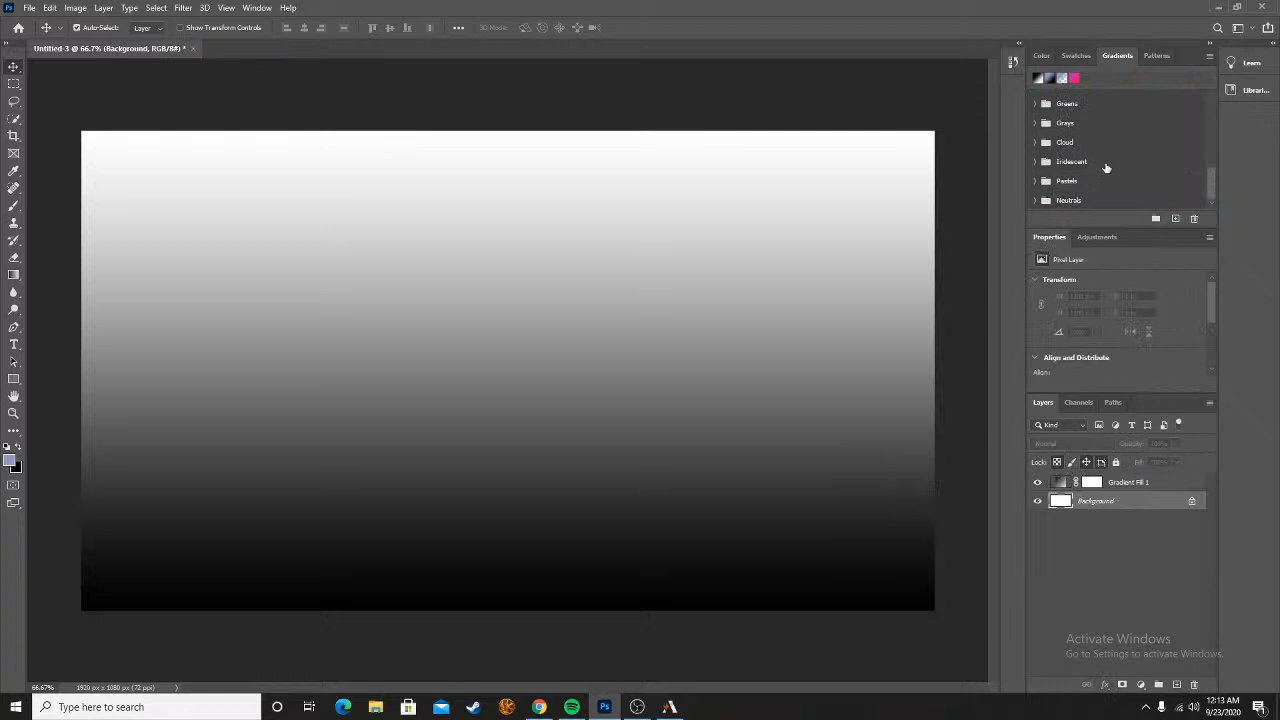 Ps File Edit Image Layer Type Select Filter 3D View Window Help
Auto-Select: Layer Show Transform Controls 3D Mode:
Untitled-3 @ 66.7% (Background, RGB/8#) *
Color Swatches Gradients Patterns
Learn
Librari...
Greens
Grays
Cloud
Iridescent
Pastels
Neutrals
Properties Adjustments
Pixel Layer
Transform
Align and Distribute
Align:
Layers Channels Paths
Kind
Normal Opacity: 100%
Lock: Fill: 100%
Gradient Fill 1
Background
Activate Windows
Go to Settings to activate Windows.
66.67% 1920 px x 1080 px (72 ppi)
Type here to search
12:13 AM
9/23/2020